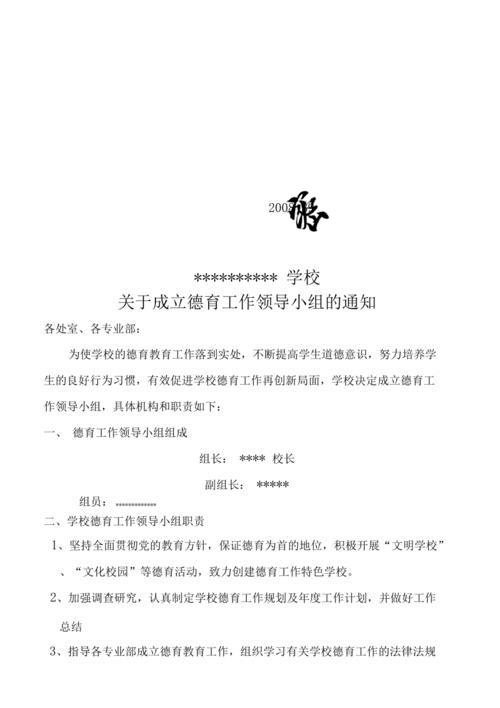 2008
********** 学校
关于成立德育工作领导小组的通知
各处室、各专业部：
为使学校的德育教育工作落到实处，不断提高学生道德意识，努力培养学
生的良好行为习惯，有效促进学校德育工作再创新局面，学校决定成立德育工
作领导小组，具体机构和职责如下：
一、 德育工作领导小组组成
组长： **** 校长
副组长： *****
组员： *************
二、学校德育工作领导小组职责
1、坚持全面贯彻党的教育方针，保证德育为首的地位，积极开展“文明学校”
、“文化校园”等德育活动，致力创建德育工作特色学校。
2、加强调查研究，认真制定学校德育工作规划及年度工作计划，并做好工作
总结
3、指导各专业部成立德育教育工作，组织学习有关学校德育工作的法律法规